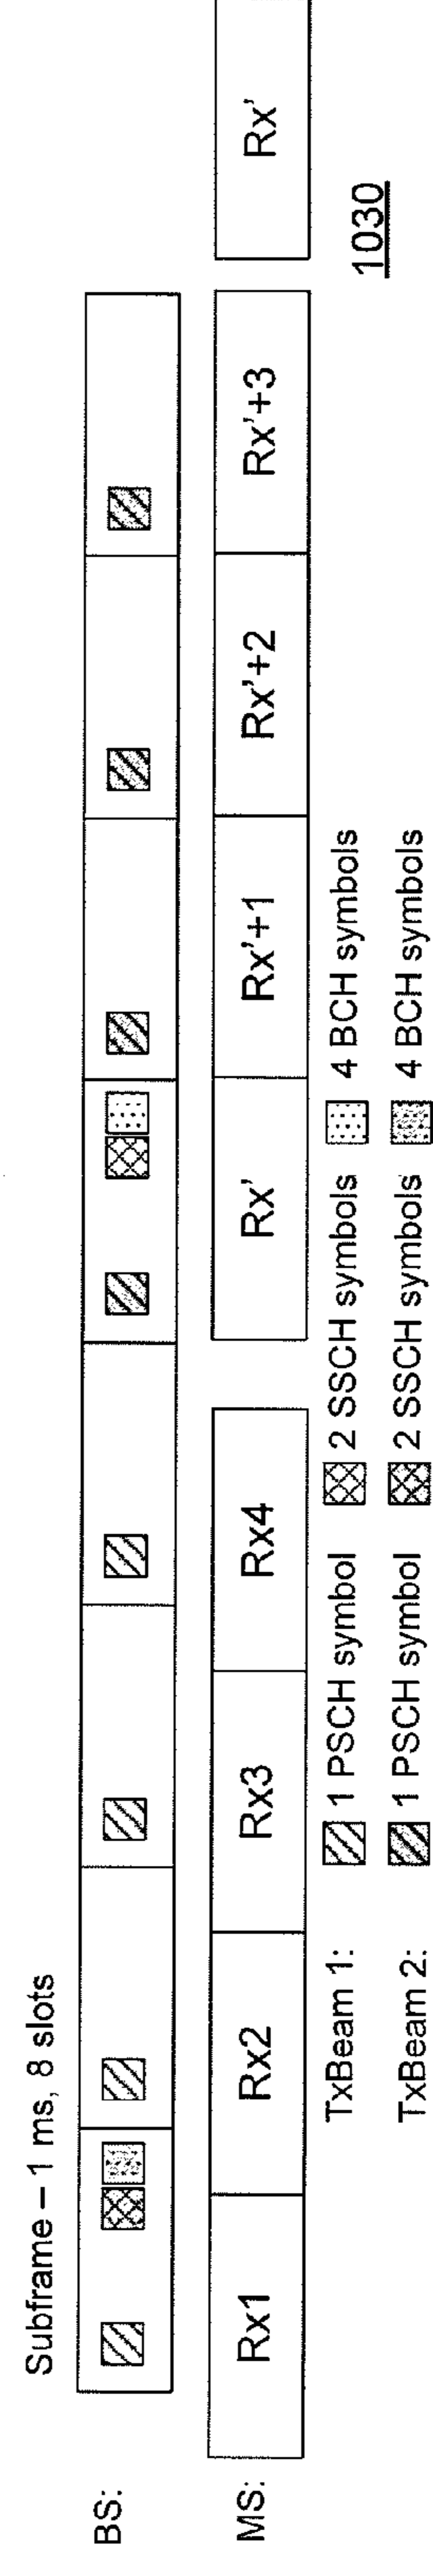 Subframe – 1 ms, 8 slots
BS:
MS: Rx1 Rx2 Rx3 Rx4 Rx' Rx'+1 Rx'+2 Rx'+3 Rx'
TxBeam 1: 1 PSCH symbol 2 SSCH symbols 4 BCH symbols
TxBeam 2: 1 PSCH symbol 2 SSCH symbols 4 BCH symbols
1030